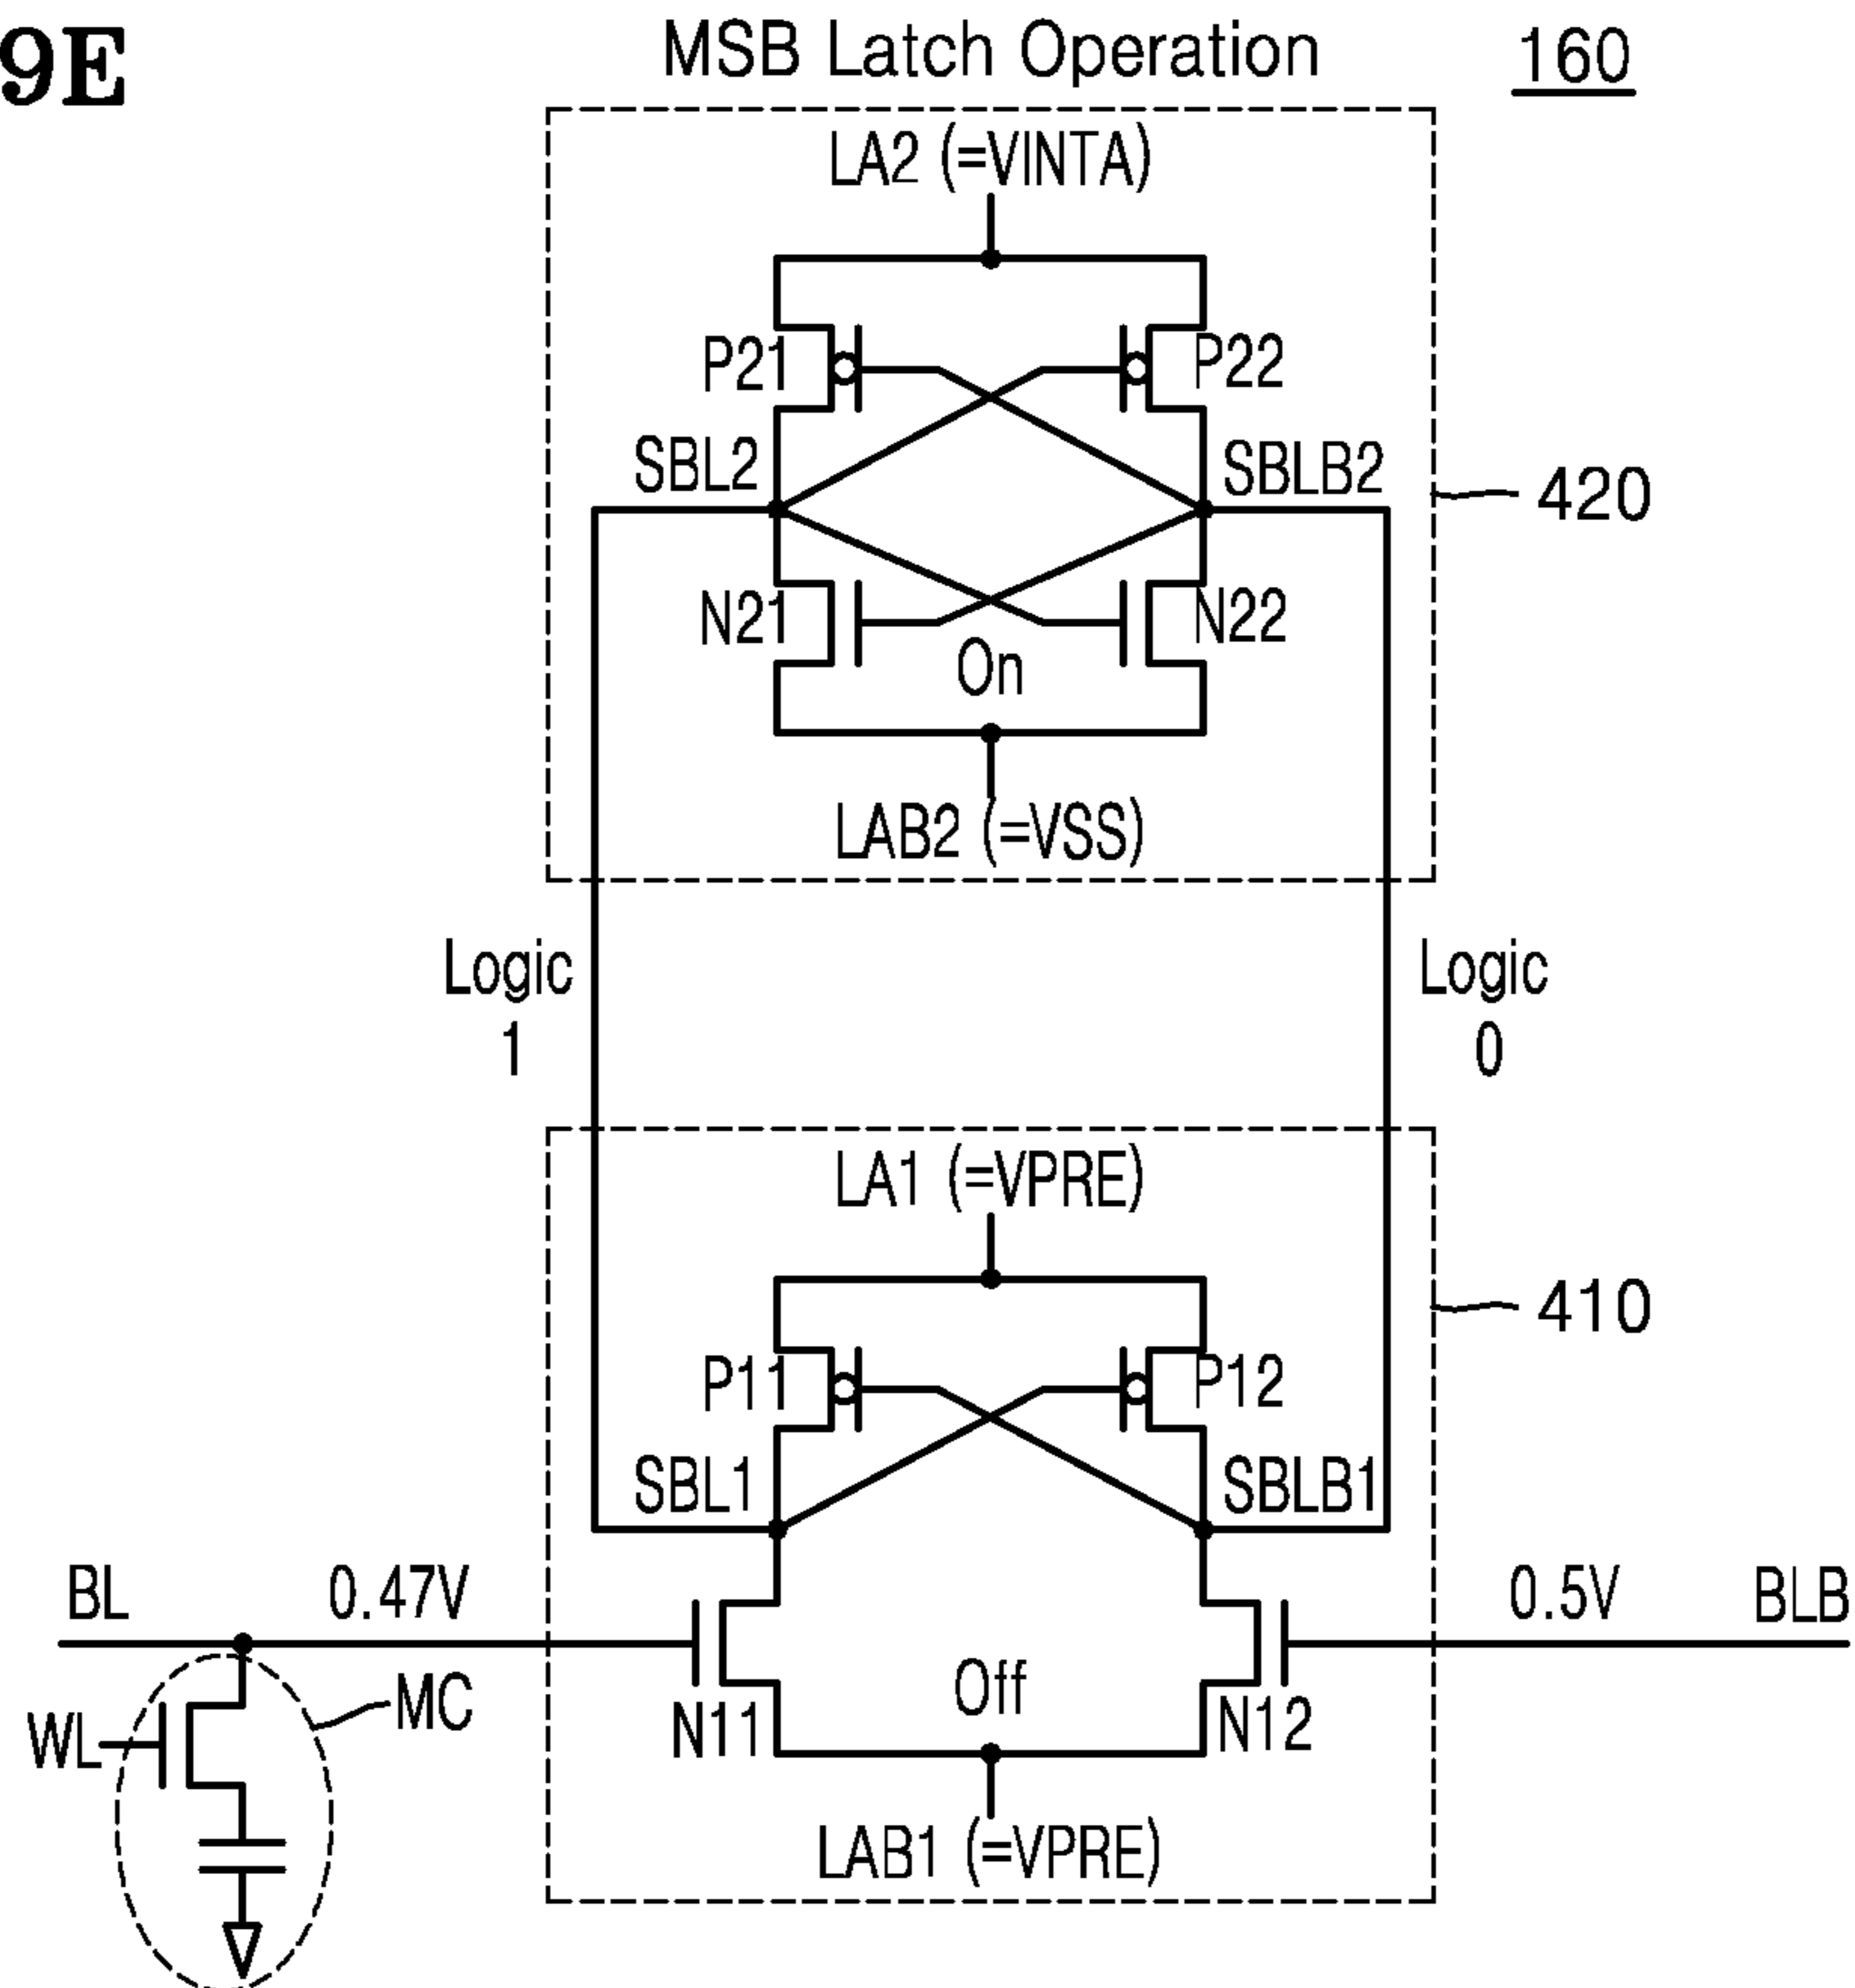 9E
MSB Latch Operation
160
LA2 (=VINTA)
P21
P22
SBL2
SBLB2
420
N21
N22
On
LAB2 (=VSS)
Logic
1
Logic
0
LA1 (=VPRE)
410
P11
P12
SBL1
SBLB1
BL
0.47V
0.5V
BLB
WL
MC
N11
Off
N12
LAB1 (=VPRE)